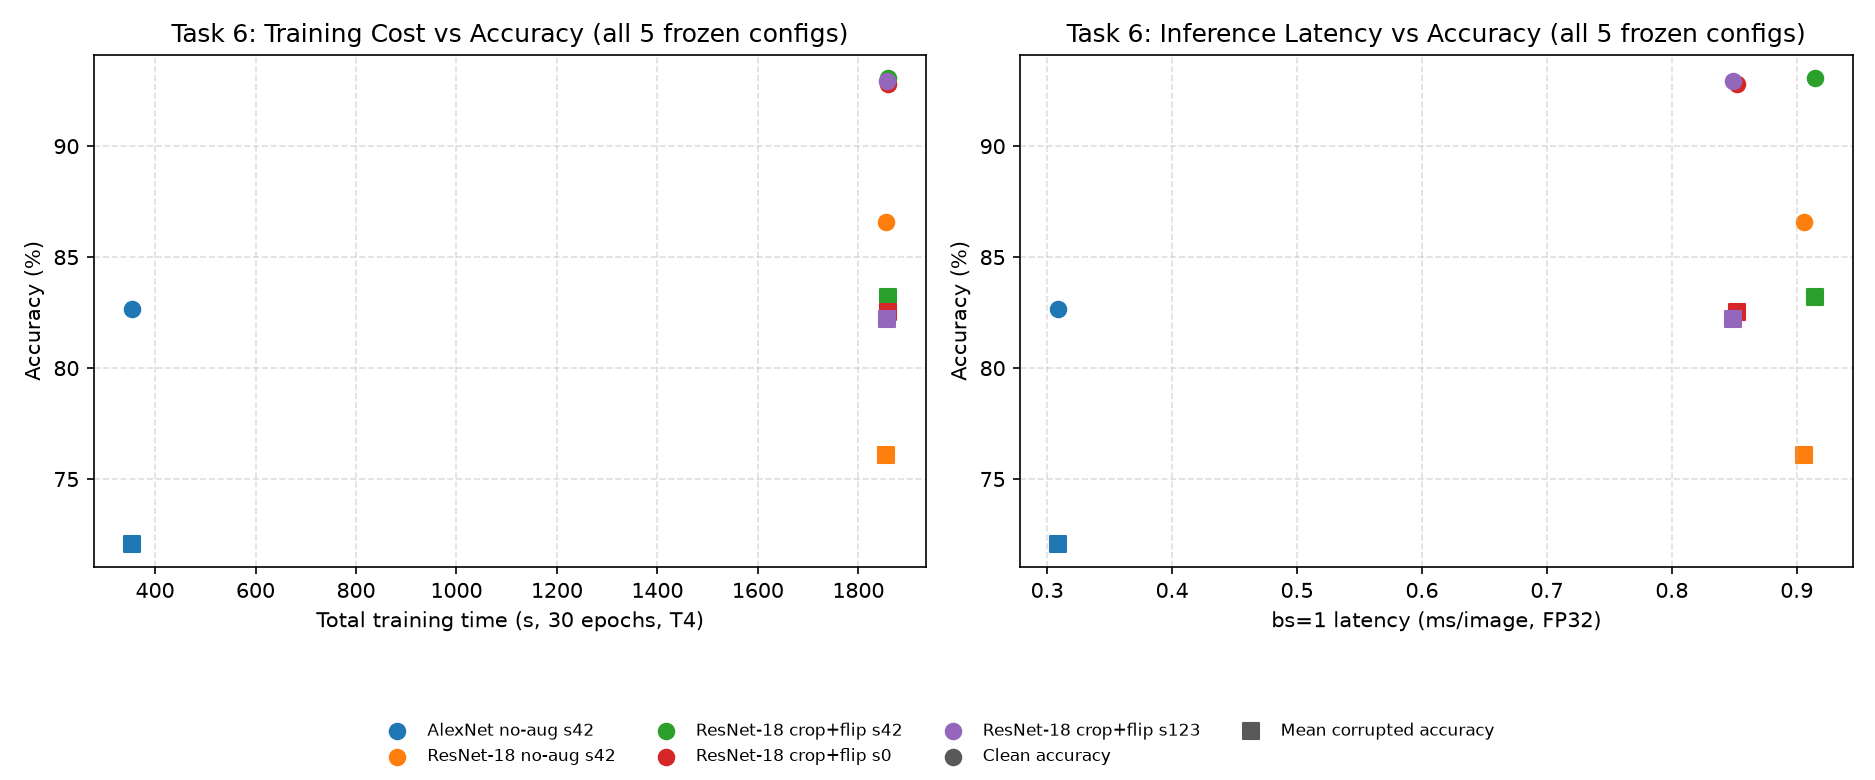 Task 6: Training Cost vs Accuracy (all 5 frozen configs)
Accuracy (%)
90
85
80
75
400 600 800 1000 1200 1400 1600 1800
Total training time (s, 30 epochs, T4)
Task 6: Inference Latency vs Accuracy (all 5 frozen configs)
Accuracy (%)
90
85
80
75
0.3 0.4 0.5 0.6 0.7 0.8 0.9
bs=1 latency (ms/image, FP32)
AlexNet no-aug s42
ResNet-18 no-aug s42
ResNet-18 crop+flip s42
ResNet-18 crop+flip s0
ResNet-18 crop+flip s123
Clean accuracy
Mean corrupted accuracy